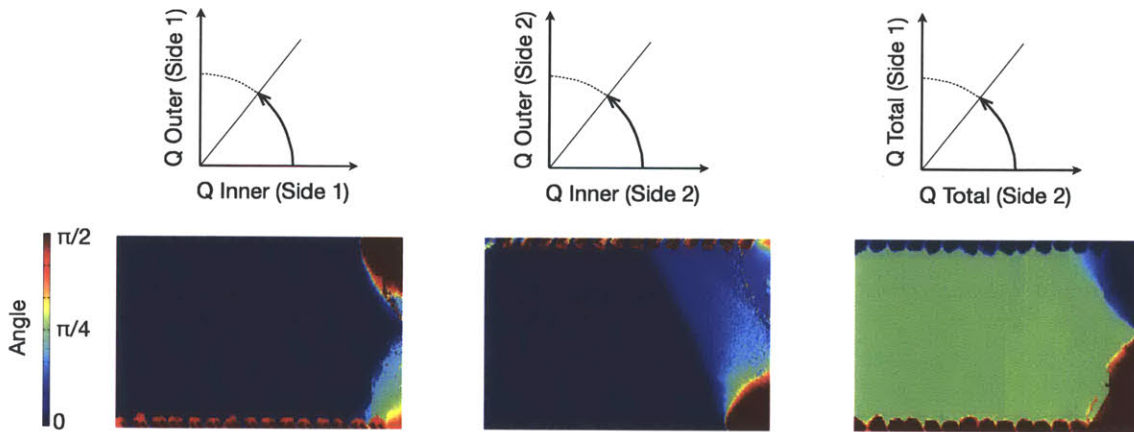 Q Outer (Side 1)
Q Inner (Side 1)
Q Outer (Side 2)
Q Inner (Side 2)
Q Total (Side 1)
Q Total (Side 2)
Angle
π/2
π/4
0